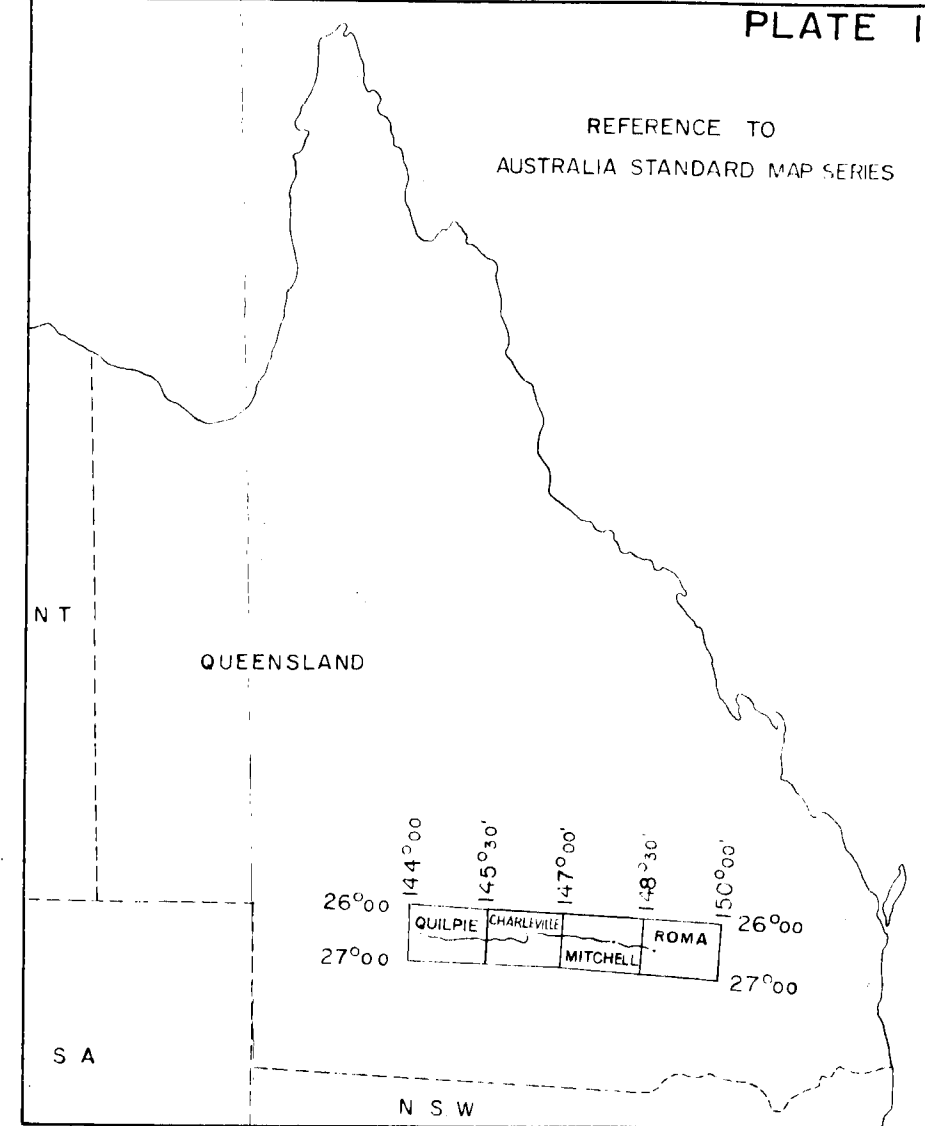 PLATE I
REFERENCE TO
AUSTRALIA STANDARD MAP SERIES
N T
QUEENSLAND
144°00
145°30'
147°00'
148°30'
150°00'
26°00
QUILPIE
CHARLEVILLE
ROMA
26°00
27°00
MITCHELL
27°00
S A
N S W